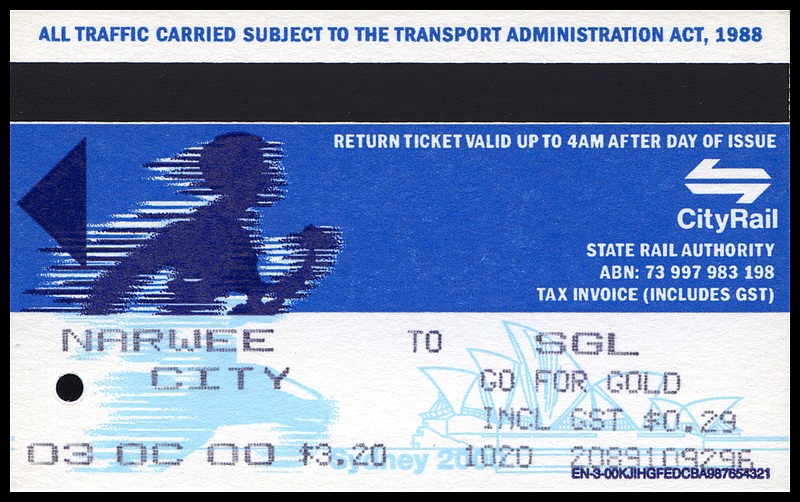 ALL TRAFFIC CARRIED SUBJECT TO THE TRANSPORT ADMINISTRATION ACT, 1988
RETURN TICKET VALID UP TO 4AM AFTER DAY OF ISSUE
CityRail
STATE RAIL AUTHORITY
ABN: 73 997 983 198
TAX INVOICE (INCLUDES GST)
NARWEE TO SGL
CITY GO FOR GOLD
INCL GST $0.29
03 OC 00 $3.20 1020
Sydney
EN-3-00KJIHGFEDCBA987654321